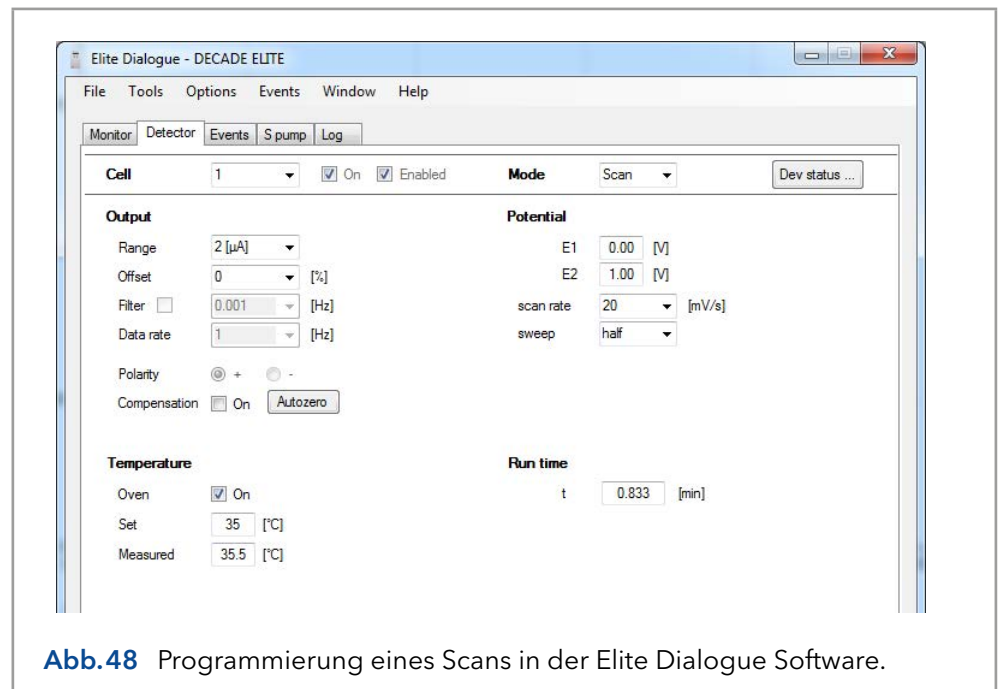 Elite Dialogue - DECADE ELITE
File Tools Options Events Window Help
Monitor Detector Events S pump Log
Cell 1 On Enabled Mode Scan Dev status ...
Output Potential
Range 2 [µA] E1 0.00 [V]
Offset 0 [%] E2 1.00 [V]
Filter 0.001 [Hz] scan rate 20 [mV/s]
Data rate 1 [Hz] sweep half
Polarity + -
Compensation On Autozero
Temperature Run time
Oven On t 0.833 [min]
Set 35 [°C]
Measured 35.5 [°C]
Abb.48 Programmierung eines Scans in der Elite Dialogue Software.